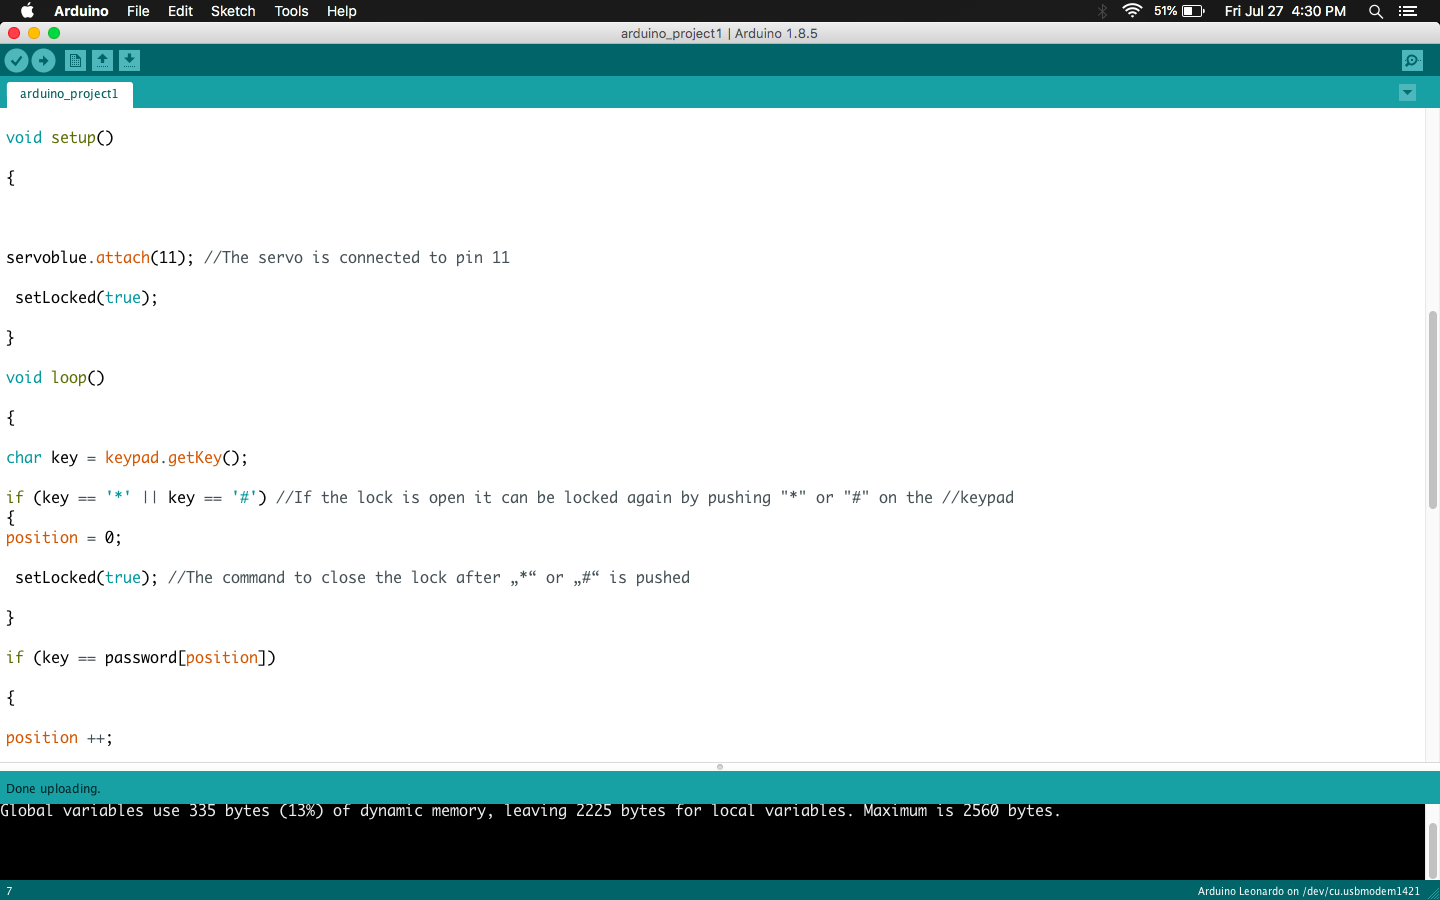 Arduino File Edit Sketch Tools Help 51% Fri Jul 27 4:30 PM
arduino_project1 | Arduino 1.8.5
arduino_project1
void setup()
{
servoblue.attach(11); //The servo is connected to pin 11
setLocked(true);
}
void loop()
{
char key = keypad.getKey();
if (key == '*' || key == '#') //If the lock is open it can be locked again by pushing "*" or "#" on the //keypad
{
position = 0;
setLocked(true); //The command to close the lock after „*“ or „#“ is pushed
}
if (key == password[position])
{
position ++;
Done uploading.
Global variables use 335 bytes (13%) of dynamic memory, leaving 2225 bytes for local variables. Maximum is 2560 bytes.
7 Arduino Leonardo on /dev/cu.usbmodem1421